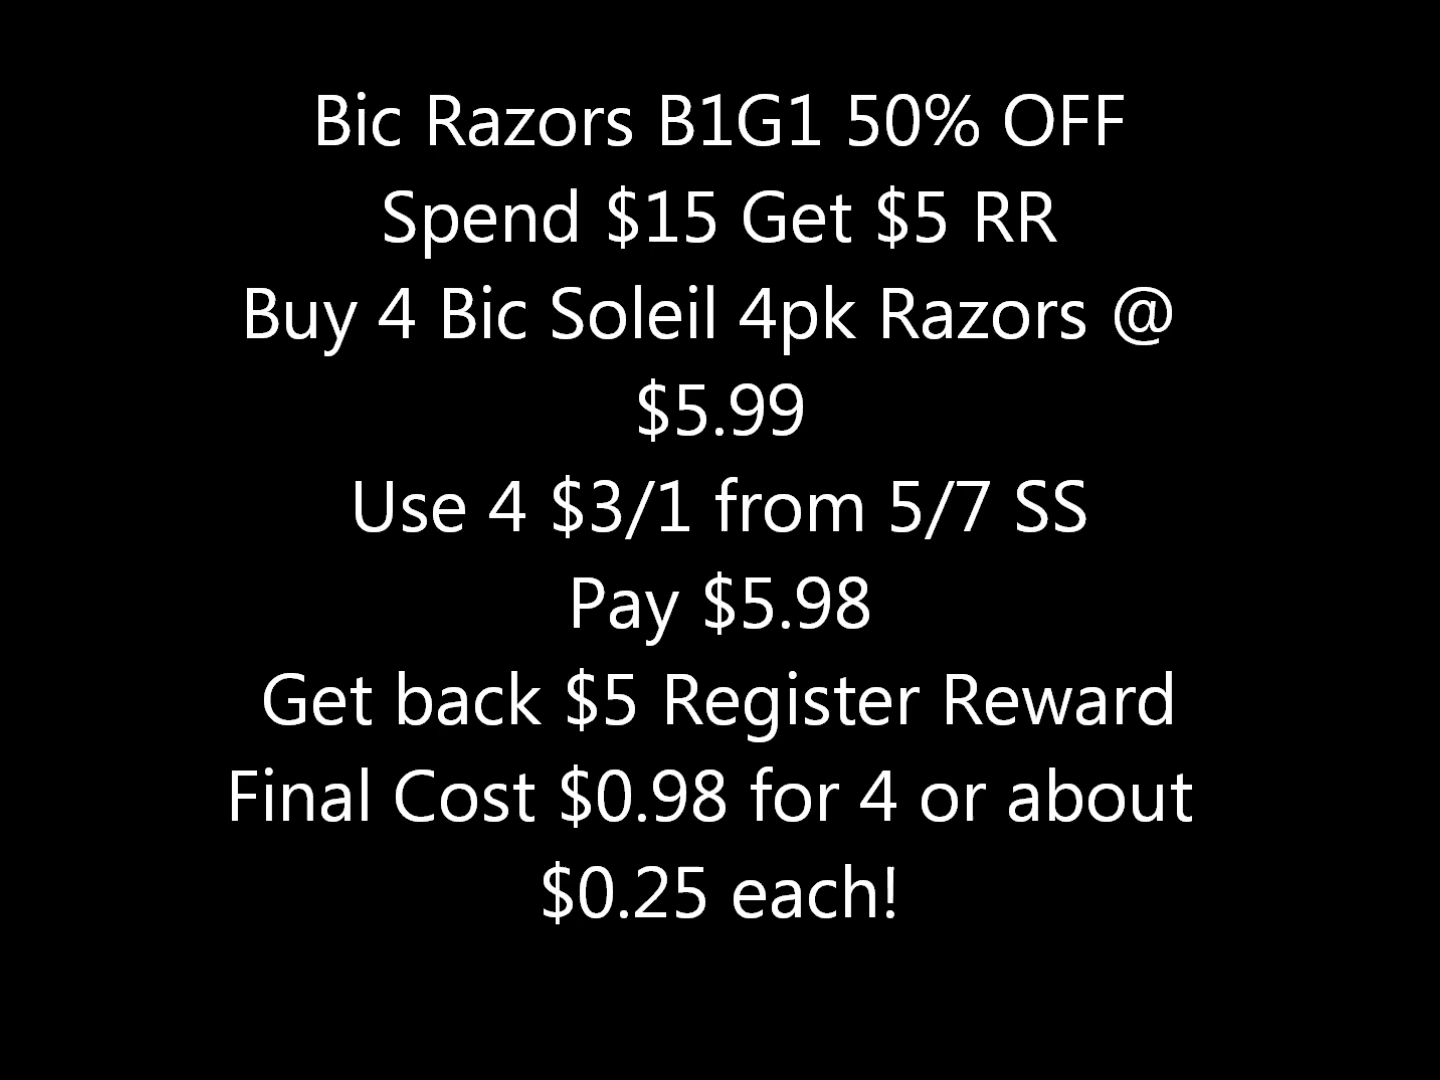 Bic Razors B1G1 50% OFF
Spend $15 Get $5 RR
Buy 4 Bic Soleil 4pk Razors @
$5.99
Use 4 $3/1 from 5/7 SS
Pay $5.98
Get back $5 Register Reward
Final Cost $0.98 for 4 or about
$0.25 each!